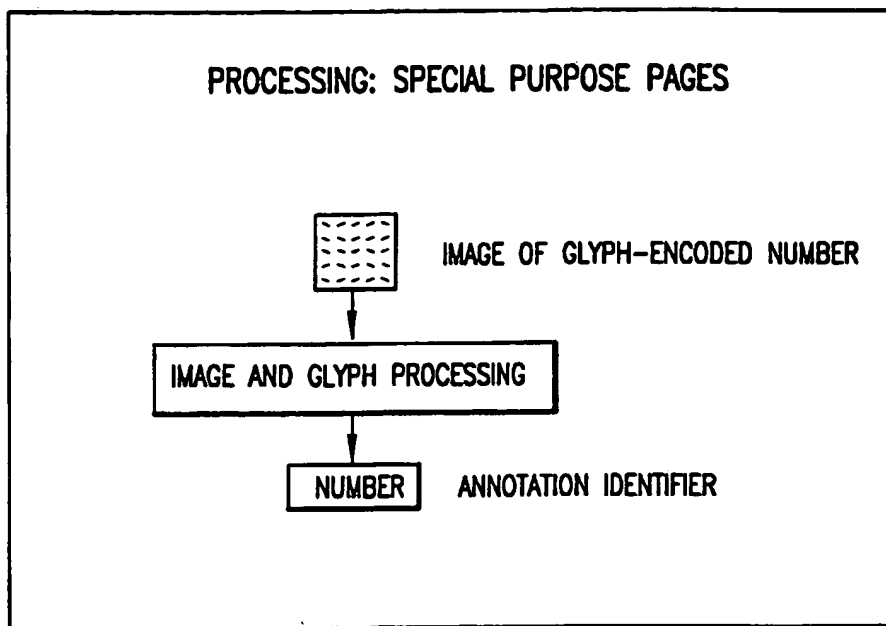 PROCESSING: SPECIAL PURPOSE PAGES
IMAGE OF GLYPH-ENCODED NUMBER
IMAGE AND GLYPH PROCESSING
NUMBER ANNOTATION IDENTIFIER